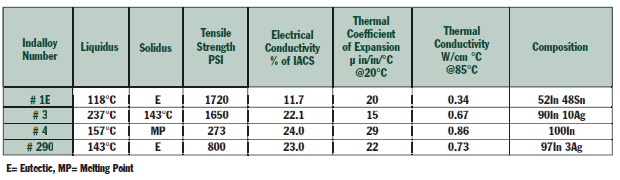 Indalloy Number | Liquidus | Solidus | Tensile Strength PSI | Electrical Conductivity % of IACS | Thermal Coefficient of Expansion µ in/in/°C @20°C | Thermal Conductivity W/cm °C @85°C | Composition
# 1E | 118°C | E | 1720 | 11.7 | 20 | 0.34 | 52In 48Sn
# 3 | 237°C | 143°C | 1650 | 22.1 | 15 | 0.67 | 90In 10Ag
# 4 | 157°C | MP | 273 | 24.0 | 29 | 0.86 | 100In
# 290 | 143°C | E | 800 | 23.0 | 22 | 0.73 | 97In 3Ag
E= Eutectic, MP= Melting Point